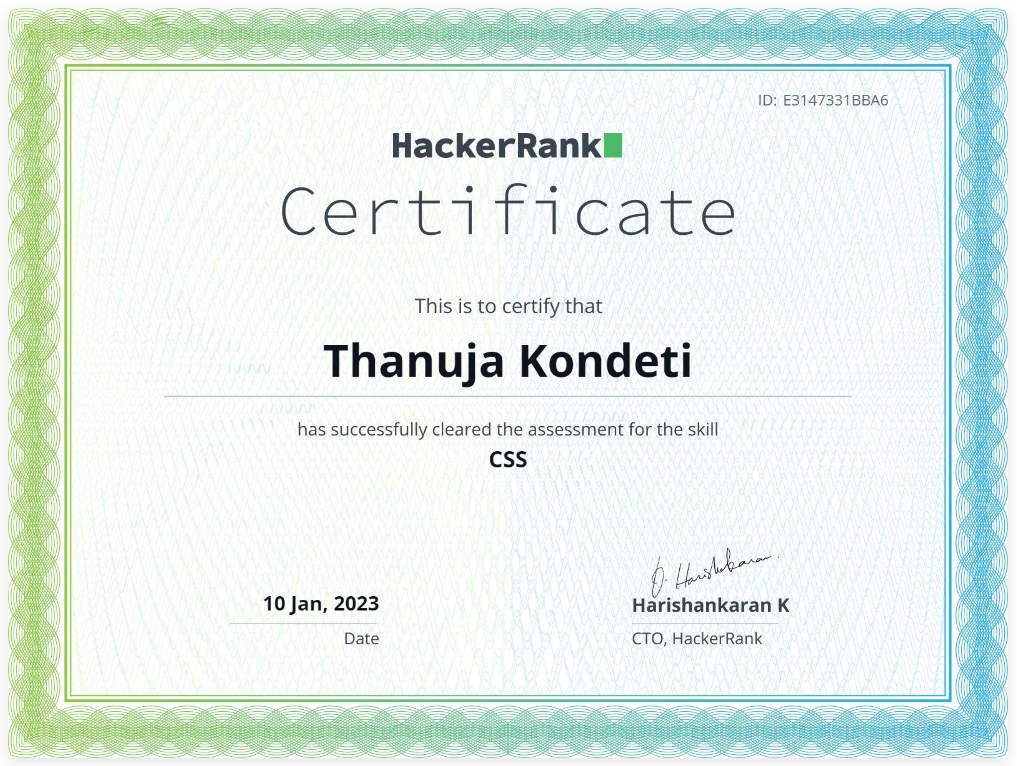 ID: E3147331BBA6
HackerRank
Certificate
This is to certify that
Thanuja Kondeti
has successfully cleared the assessment for the skill
CSS
10 Jan, 2023
Date
O. Harishankaran.
Harishankaran K
CTO, HackerRank